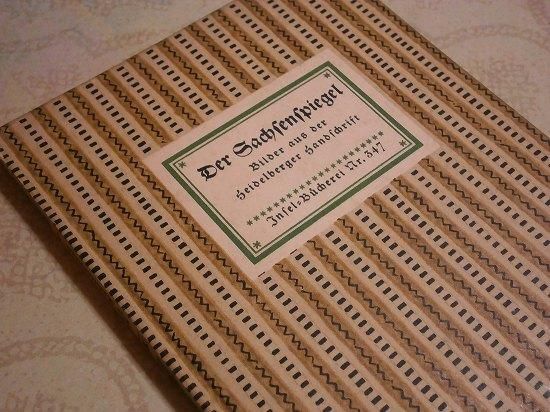 Der Sachsenspiegel
Bilder aus der
Heidelberger Handschrift
Insel-Bücherei Nr. 347